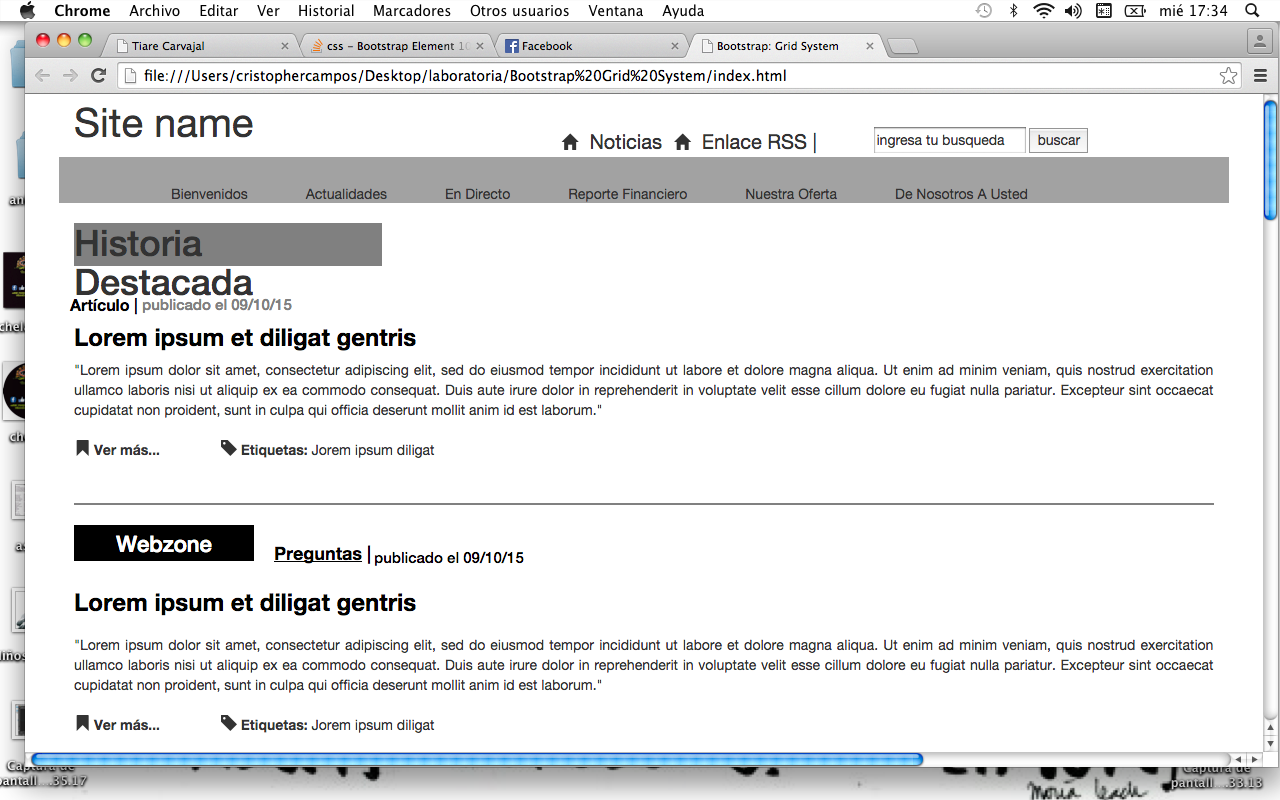 Chrome Archivo Editar Ver Historial Marcadores Otros usuarios Ventana Ayuda mié 17:34
Tiare Carvajal css - Bootstrap Element Facebook Bootstrap: Grid System
file:///Users/cristophercampos/Desktop/laboratoria/Bootstrap%20Grid%20System/index.html
Site name
Noticias Enlace RSS | ingresa tu busqueda buscar
Bienvenidos Actualidades En Directo Reporte Financiero Nuestra Oferta De Nosotros A Usted
Historia
Destacada
Artículo | publicado el 09/10/15
Lorem ipsum et diligat gentris
"Lorem ipsum dolor sit amet, consectetur adipiscing elit, sed do eiusmod tempor incididunt ut labore et dolore magna aliqua. Ut enim ad minim veniam, quis nostrud exercitation
ullamco laboris nisi ut aliquip ex ea commodo consequat. Duis aute irure dolor in reprehenderit in voluptate velit esse cillum dolore eu fugiat nulla pariatur. Excepteur sint occaecat
cupidatat non proident, sunt in culpa qui officia deserunt mollit anim id est laborum."
Ver más... Etiquetas: Jorem ipsum diligat
Webzone Preguntas | publicado el 09/10/15
Lorem ipsum et diligat gentris
"Lorem ipsum dolor sit amet, consectetur adipiscing elit, sed do eiusmod tempor incididunt ut labore et dolore magna aliqua. Ut enim ad minim veniam, quis nostrud exercitation
ullamco laboris nisi ut aliquip ex ea commodo consequat. Duis aute irure dolor in reprehenderit in voluptate velit esse cillum dolore eu fugiat nulla pariatur. Excepteur sint occaecat
cupidatat non proident, sunt in culpa qui officia deserunt mollit anim id est laborum."
Ver más... Etiquetas: Jorem ipsum diligat
Captura de
pantall ...33.13